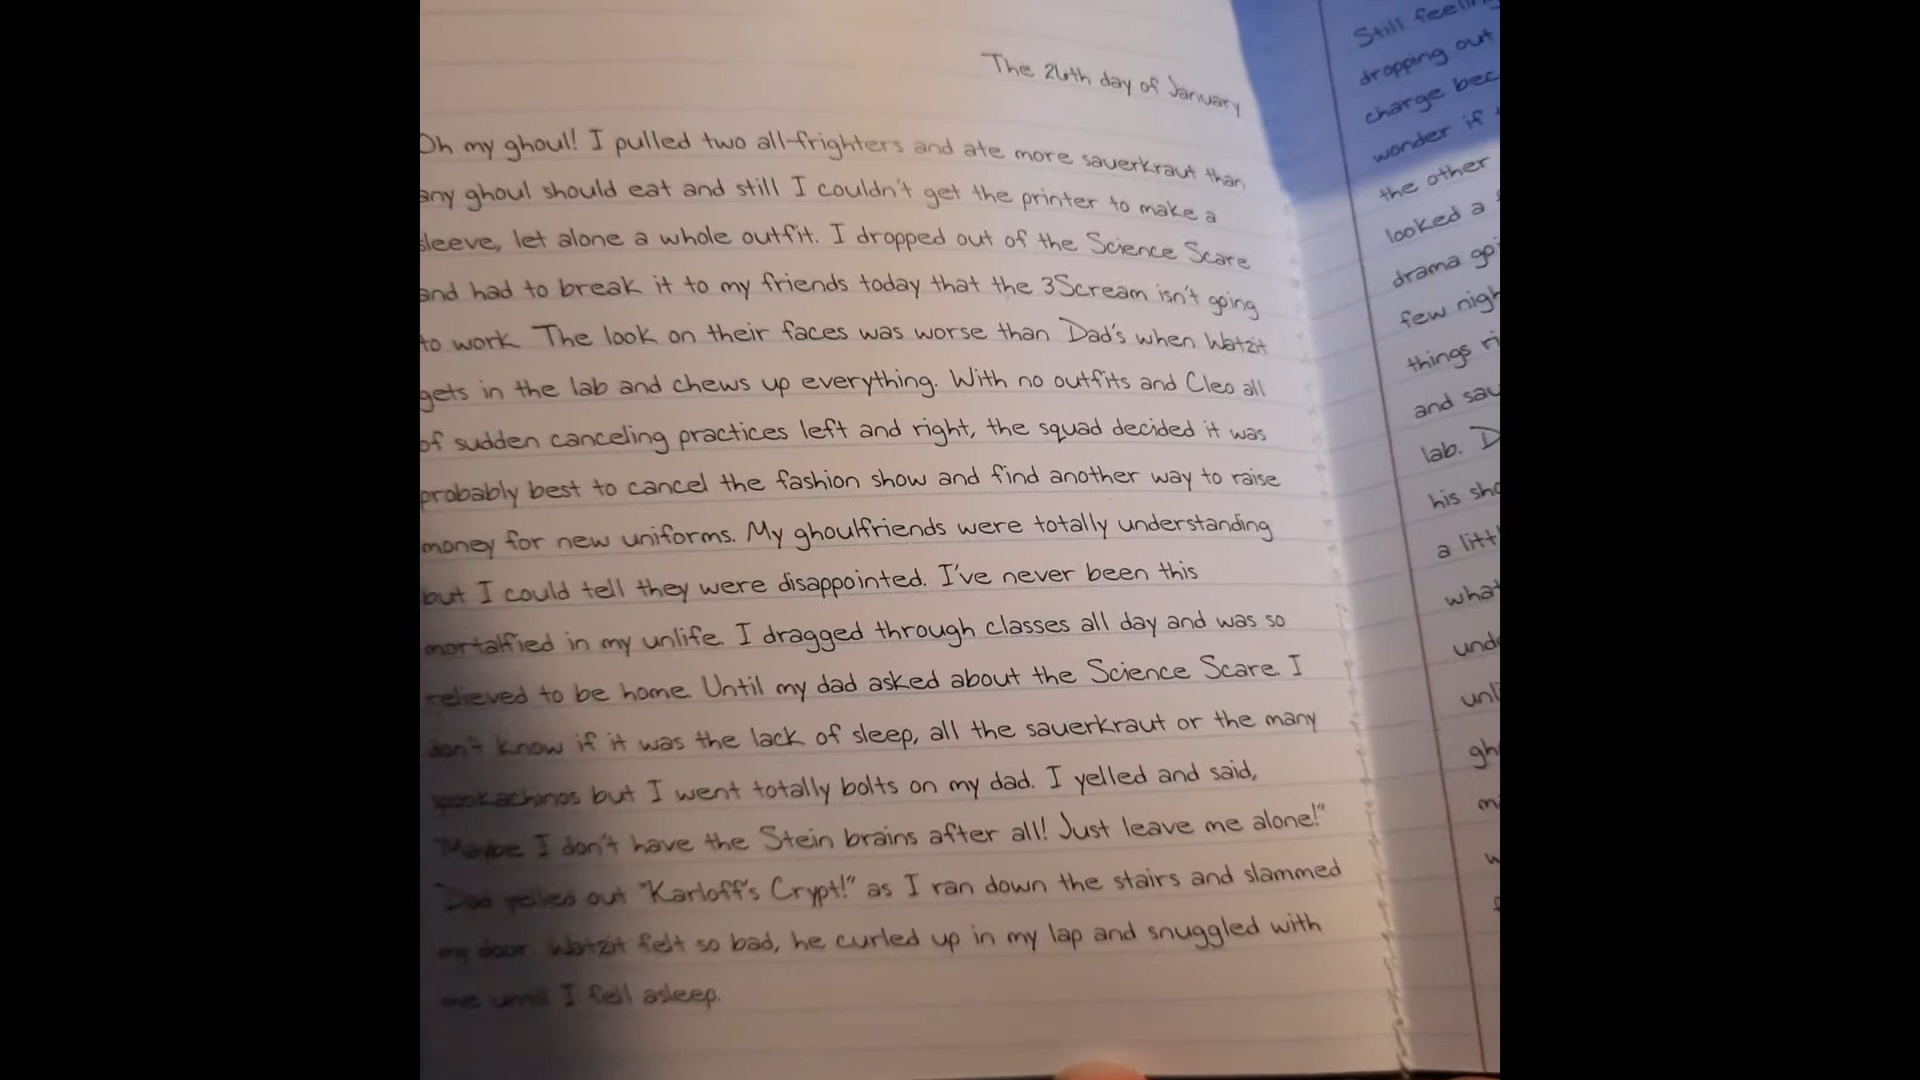 The 26th day of January
Oh my ghoul! I pulled two all-frighters and ate more sauerkraut than
any ghoul should eat and still I couldn't get the printer to make a
sleeve, let alone a whole outfit. I dropped out of the Science Scare
and had to break it to my friends today that the 3Scream isn't going
to work. The look on their faces was worse than Dad's when Watzit
gets in the lab and chews up everything. With no outfits and Cleo all
of sudden canceling practices left and right, the squad decided it was
probably best to cancel the fashion show and find another way to raise
money for new uniforms. My ghoulfriends were totally understanding
but I could tell they were disappointed. I've never been this
mortalfied in my unlife. I dragged through classes all day and was so
relieved to be home. Until my dad asked about the Science Scare. I
don't know if it was the lack of sleep, all the sauerkraut or the many
spookachinos but I went totally bolts on my dad. I yelled and said,
"Maybe I don't have the Stein brains after all! Just leave me alone!"
Dad yelled out "Karloff's Crypt!" as I ran down the stairs and slammed
my door. Watzit felt so bad, he curled up in my lap and snuggled with
me until I fell asleep.
Still
dropping out
charge bec
wonder if
the other
looked a
drama goi
few nigh
things ri
and sau
lab. D
his sho
a litt
what
und
unli
gh